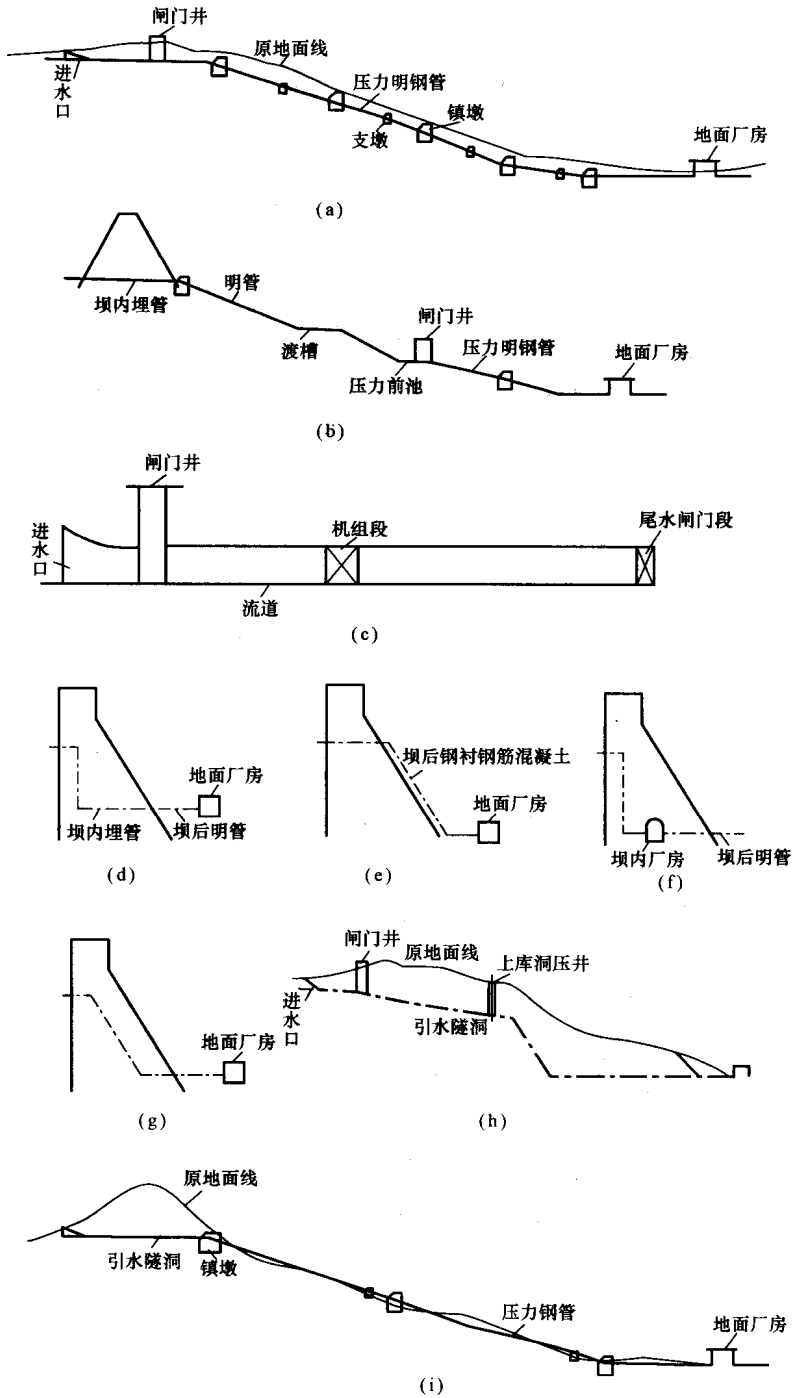 闸门井
原地面线
进水口
压力明钢管
镇墩
支墩
地面厂房
(a)
坝内埋管
明管
渡槽
闸门井
压力前池
压力明钢管
地面厂房
(b)
闸门井
进水口
机组段
尾水闸门段
流道
(c)
地面厂房
坝内埋管
坝后明管
(d)
坝后钢衬钢筋混凝土
地面厂房
(e)
坝内厂房
坝后明管
(f)
地面厂房
(g)
闸门井
原地面线
上库洞压井
进水口
引水隧洞
(h)
原地面线
引水隧洞
镇墩
压力钢管
地面厂房
(i)